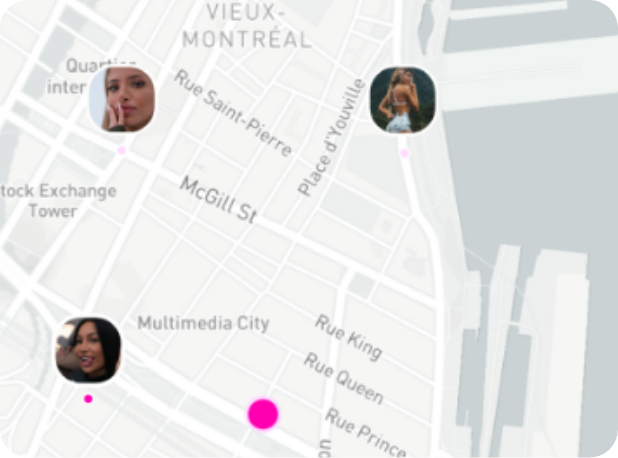 VIEUX-
MONTRÉAL
Quartier
inter
Rue Saint-Pierre
Place d'Youville
tock Exchange
Tower
McGill St
Multimedia City
Rue King
Rue Queen
Rue Prince
on